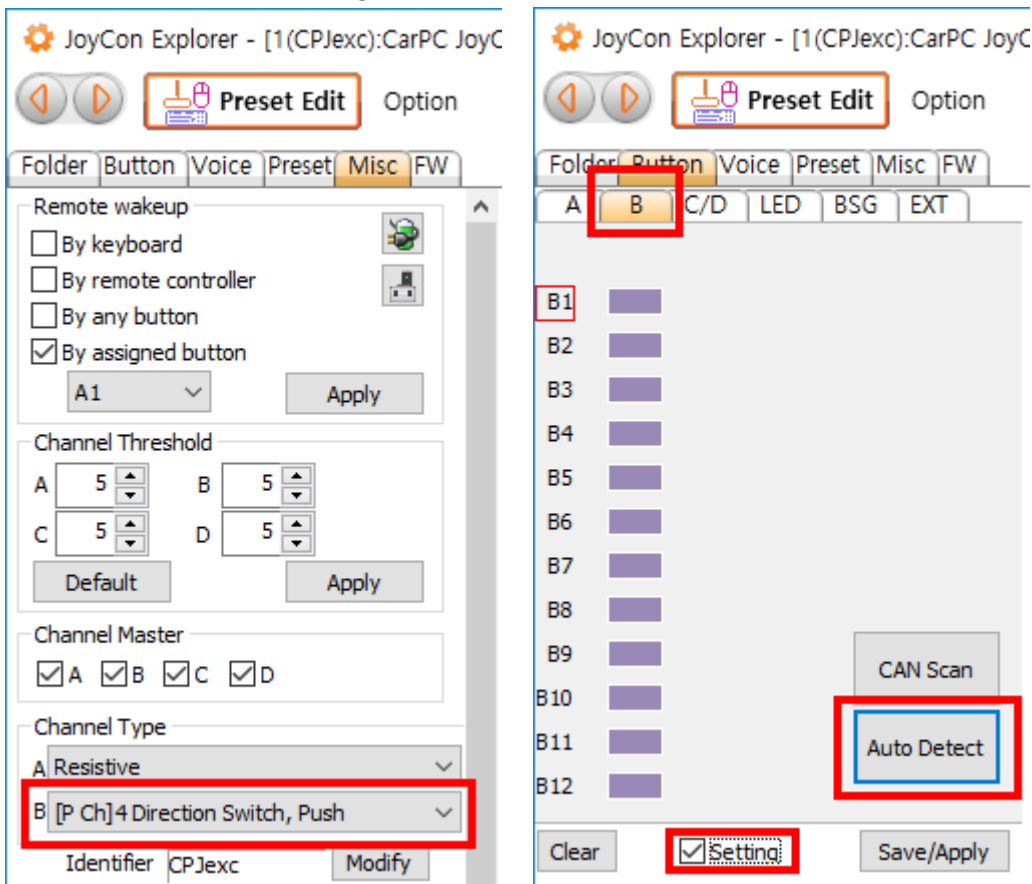 JoyCon Explorer - [1(CPJexc):CarPC JoyC
Preset Edit Option
Folder Button Voice Preset Misc FW
Remote wakeup
By keyboard
By remote controller
By any button
By assigned button
A1 Apply
Channel Threshold
A 5 B 5
C 5 D 5
Default Apply
Channel Master
A B C D
Channel Type
A Resistive
B [P Ch]4 Direction Switch, Push
Identifier CPJexc Modify
JoyCon Explorer - [1(CPJexc):CarPC JoyC
Preset Edit Option
Folder Button Voice Preset Misc FW
A B C/D LED BSG EXT
B1
B2
B3
B4
B5
B6
B7
B8
B9
CAN Scan
B10
B11
Auto Detect
B12
Clear Setting Save/Apply